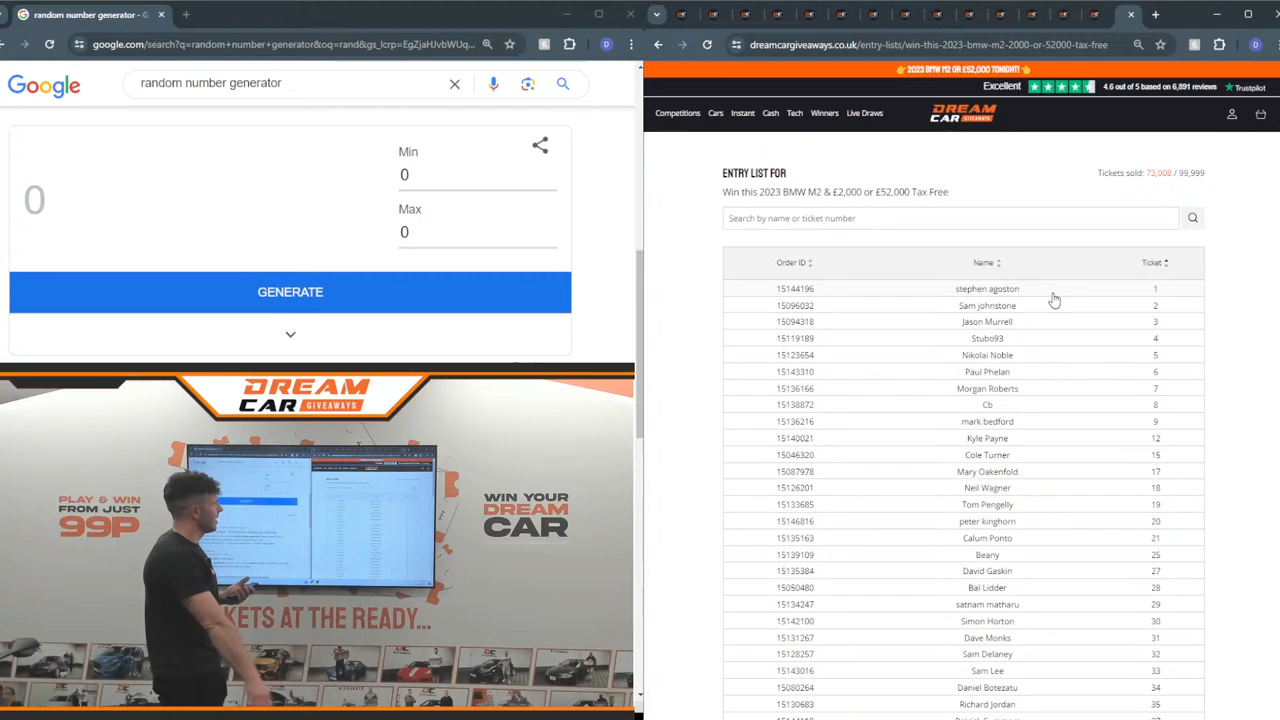 random number generator - G
google.com/search?q=random+number+generator&oq=rand&gs_lcrp=EgZjaHJvbWUq...
D
Google
random number generator
0
Min
0
Max
0
GENERATE
DREAM
CAR GIVEAWAYS
PLAY & WIN
FROM JUST
99P
WIN YOUR
DREAM
CAR
KETS AT THE READY...
dreamcargiveaways.co.uk/entry-lists/win-this-2023-bmw-m2-2000-or-52000-tax-free
D
2023 BMW M2 OR £52,000 TONIGHT!
Excellent 4.6 out of 5 based on 6,891 reviews Trustpilot
Competitions Cars Instant Cash Tech Winners Live Draws
DREAM
CAR GIVEAWAYS
ENTRY LIST FOR
Tickets sold: 73,008 / 99,999
Win this 2023 BMW M2 & £2,000 or £52,000 Tax Free
Search by name or ticket number
Order ID Name Ticket
15144196 stephen agoston 1
15096032 Sam johnstone 2
15094318 Jason Murrell 3
15119189 Stubo93 4
15123654 Nikolai Noble 5
15143310 Paul Phelan 6
15136166 Morgan Roberts 7
15138872 Cb 8
15136216 mark bedford 9
15140021 Kyle Payne 12
15046320 Cole Turner 15
15087978 Mary Oakenfold 17
15126201 Neil Wagner 18
15133685 Tom Pengelly 19
15146816 peter kinghorn 20
15135163 Calum Ponto 21
15139109 Beany 25
15135384 David Gaskin 27
15050480 Bal Lidder 28
15134247 satnam matharu 29
15142100 Simon Horton 30
15131267 Dave Monks 31
15128257 Sam Delaney 32
15143016 Sam Lee 33
15080264 Daniel Botezatu 34
15130683 Richard Jordan 35